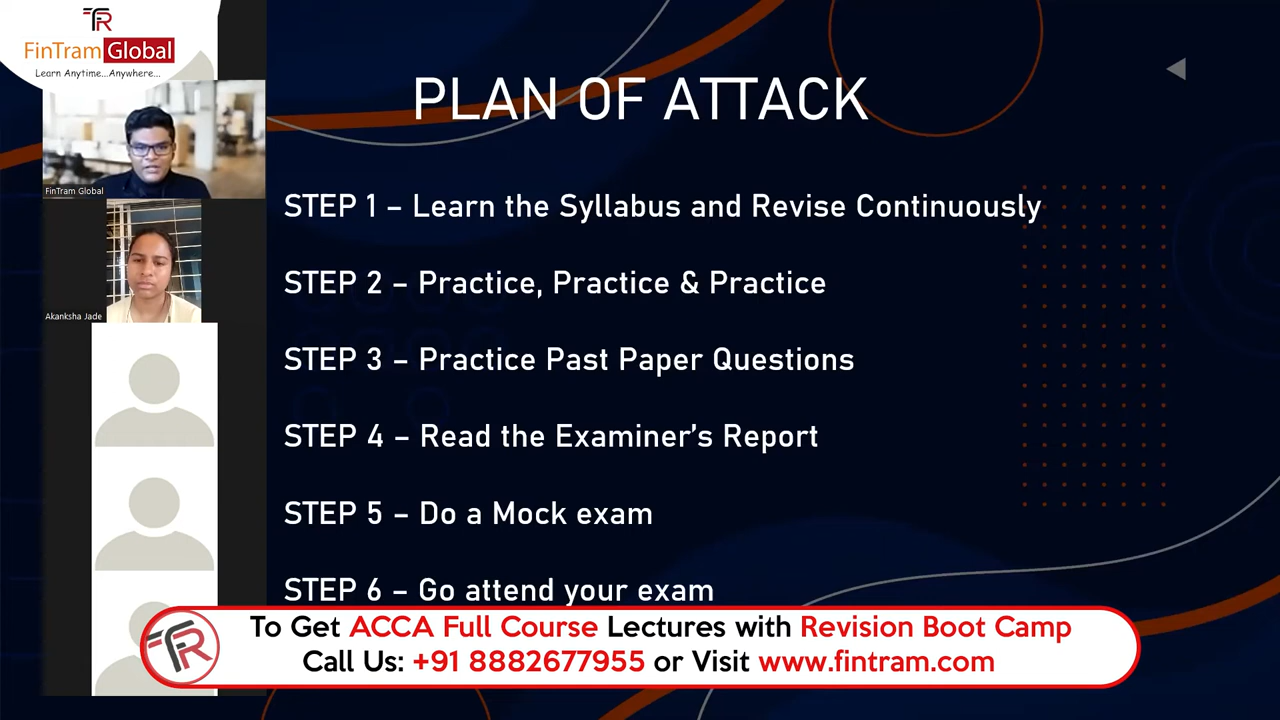 FR
FinTram Global
Learn Anytime...Anywhere...
PLAN OF ATTACK
FinTram Global
Akanksha Jade
STEP 1 – Learn the Syllabus and Revise Continuously
STEP 2 – Practice, Practice & Practice
STEP 3 – Practice Past Paper Questions
STEP 4 – Read the Examiner's Report
STEP 5 – Do a Mock exam
STEP 6 – Go attend your exam
FR
To Get ACCA Full Course Lectures with Revision Boot Camp
Call Us: +91 8882677955 or Visit www.fintram.com